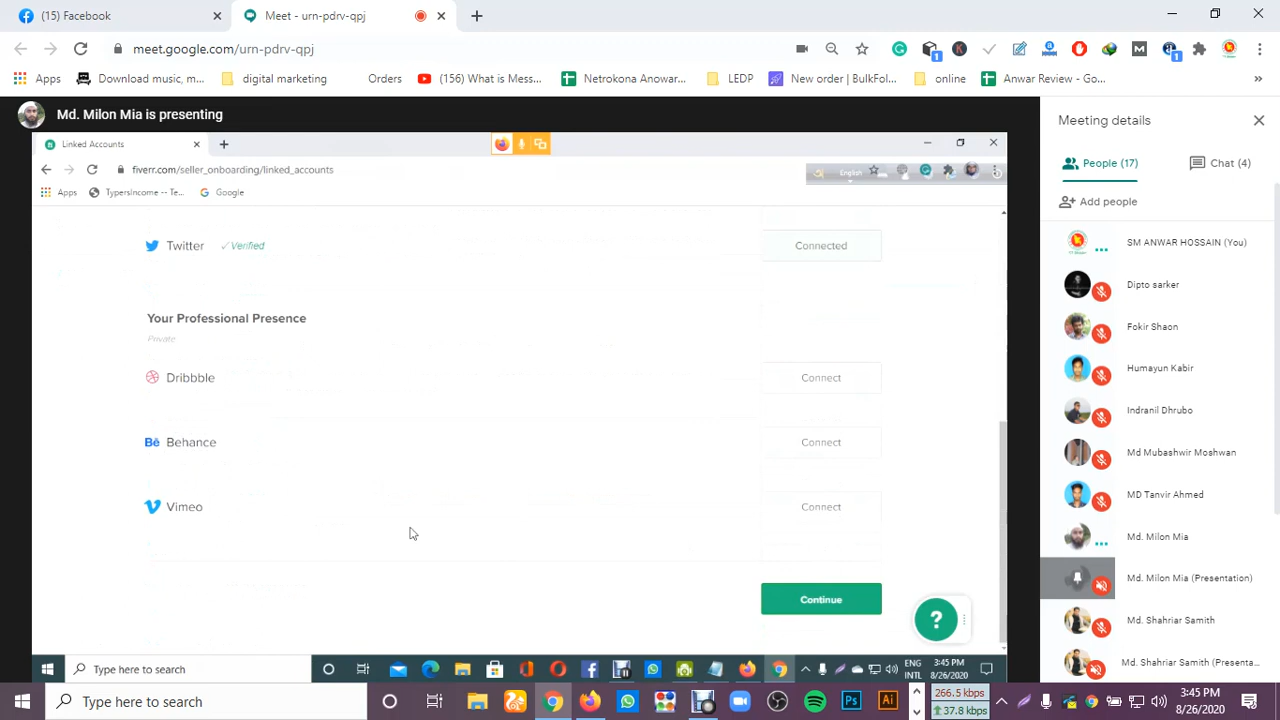 (15) Facebook
Meet - urn-pdrv-qpj
meet.google.com/urn-pdrv-qpj
Apps
Download music, m...
digital marketing
Orders
(156) What is Mess...
Netrokona Anowar...
LEDP
New order | BulkFol...
online
Anwar Review - Go...
»
Md. Milon Mia is presenting
Linked Accounts
fiverr.com/seller_onboarding/linked_accounts
English
Apps
TypersIncome -- Te...
Google
Twitter ✓Verified
Connected
Your Professional Presence
Private
Dribbble
Connect
Bē Behance
Connect
Vimeo
Connect
Continue
?
Type here to search
ENG
INTL
3:45 PM
8/26/2020
Meeting details
People (17)
Chat (4)
Add people
SM ANWAR HOSSAIN (You)
Dipto sarker
Fokir Shaon
Humayun Kabir
Indranil Dhrubo
Md Mubashwir Moshwan
MD Tanvir Ahmed
Md. Milon Mia
Md. Milon Mia (Presentation)
Md. Shahriar Samith
Md. Shahriar Samith (Presenta...
Type here to search
Ps
Ai
266.5 kbps
37.8 kbps
3:45 PM
8/26/2020